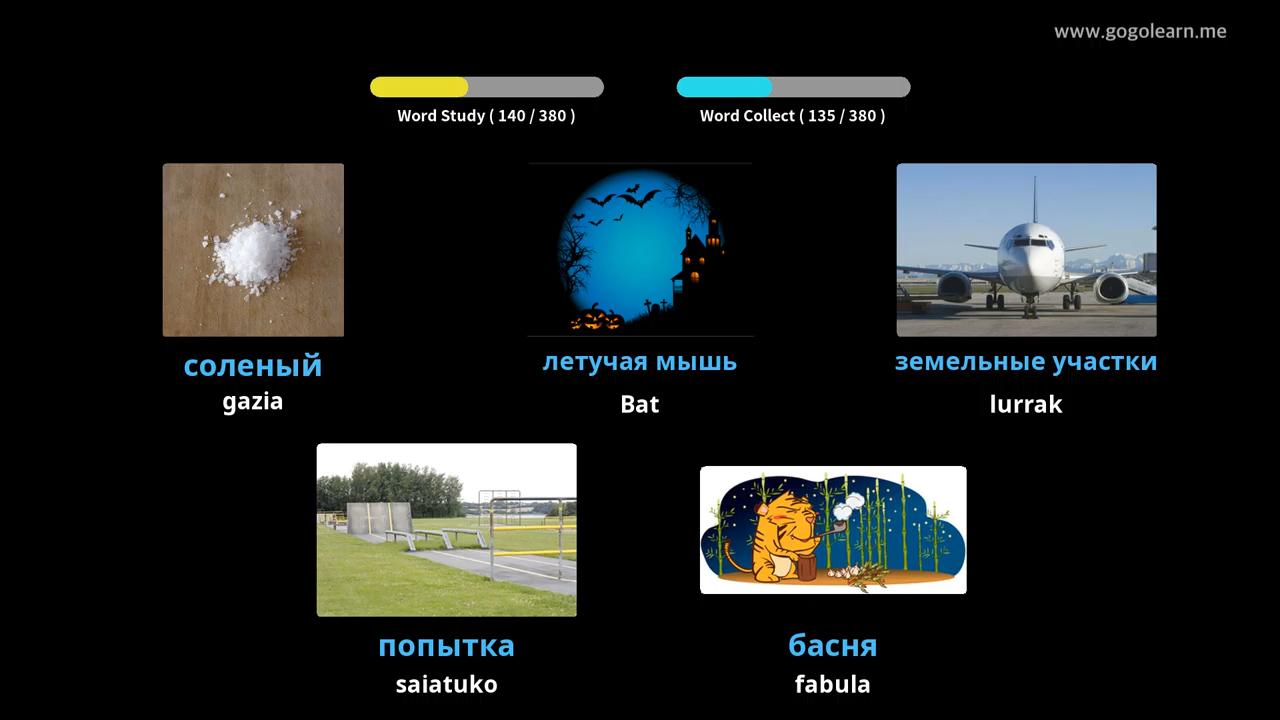 www.gogolearn.me
Word Study ( 140 / 380 )
Word Collect ( 135 / 380 )
соленый
gazia
летучая мышь
Bat
земельные участки
lurrak
попытка
saiatuko
басня
fabula